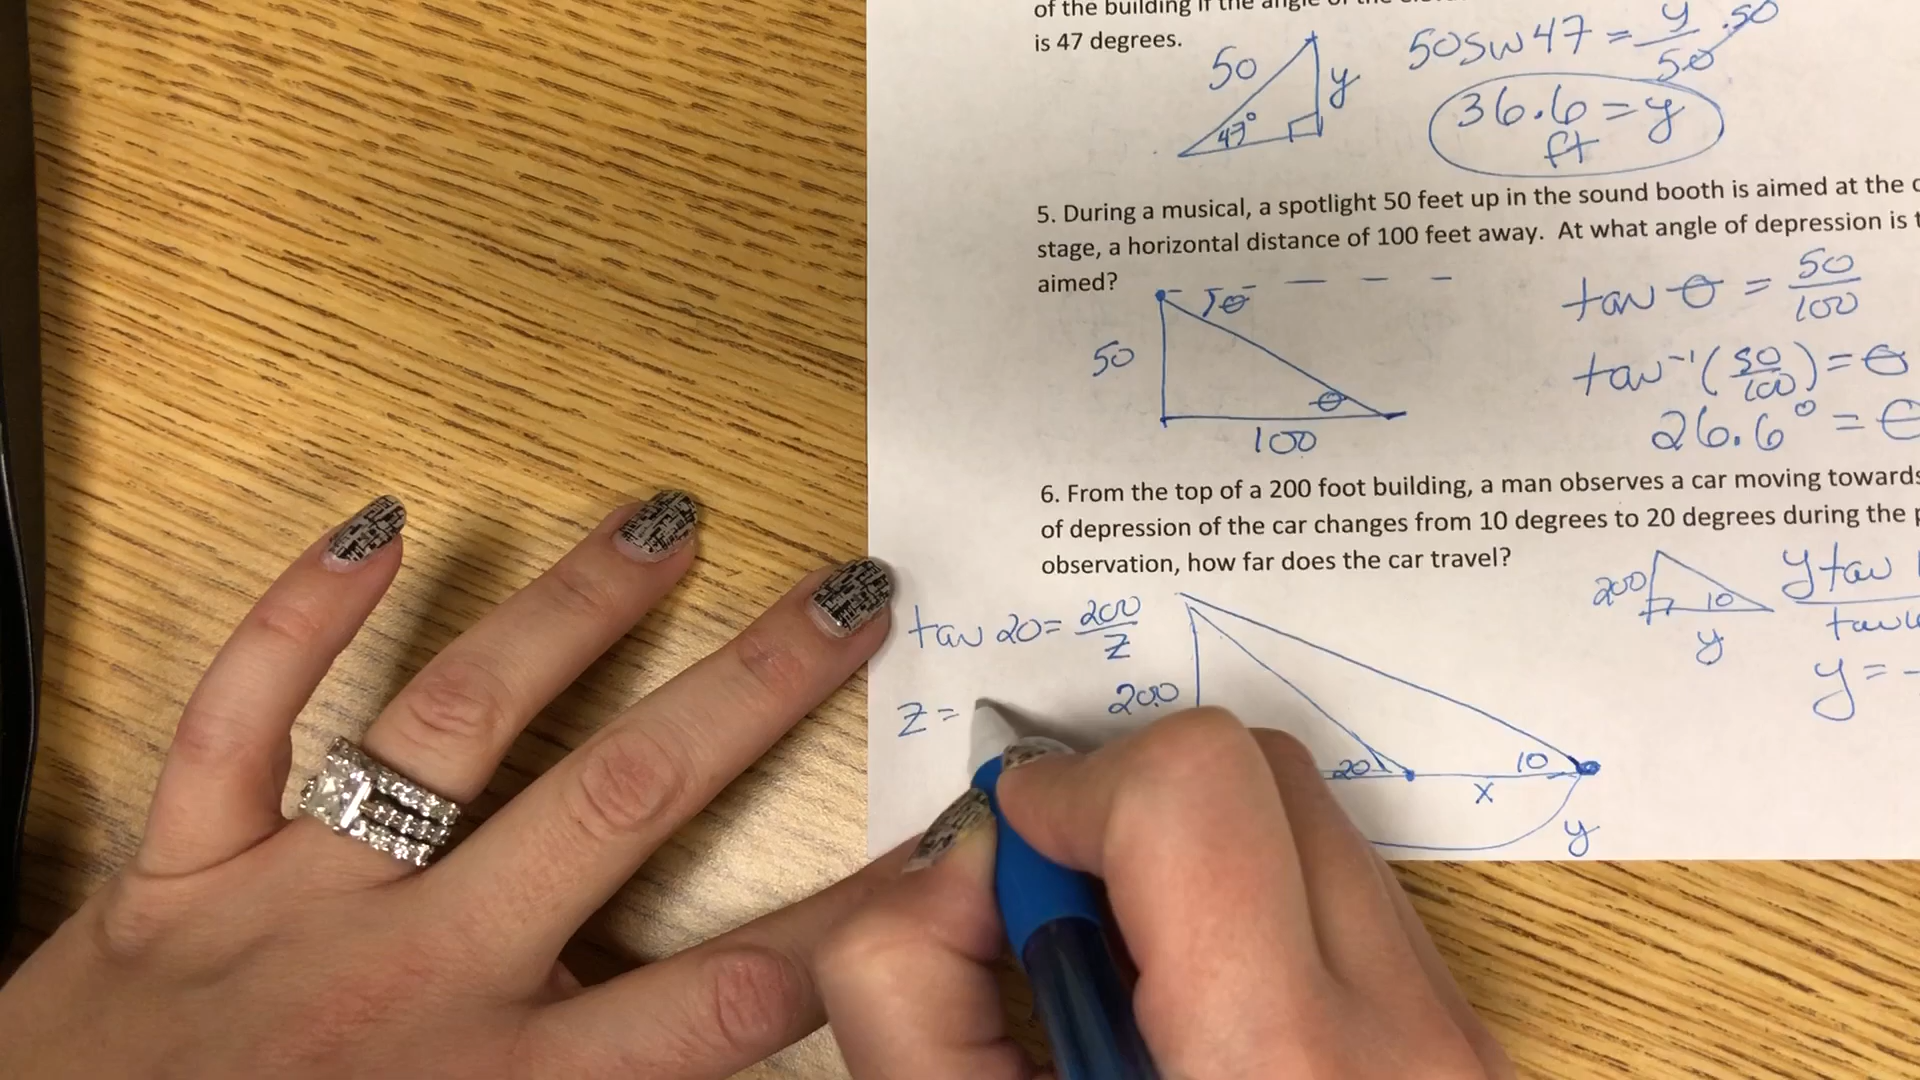 of the building if the angle of the
is 47 degrees.
50
y
47°
50sin47 = y/50 .50
36.6 = y
ft
5. During a musical, a spotlight 50 feet up in the sound booth is aimed at the
stage, a horizontal distance of 100 feet away. At what angle of depression is
aimed?
θ
50
θ
100
tan θ = 50/100
tan⁻¹(50/100) = θ
26.6° = θ
6. From the top of a 200 foot building, a man observes a car moving towards
of depression of the car changes from 10 degrees to 20 degrees during the
observation, how far does the car travel?
tan 20 = 200/z
z =
200
20
10
x
y
200
10
y
y tan
tan
y =